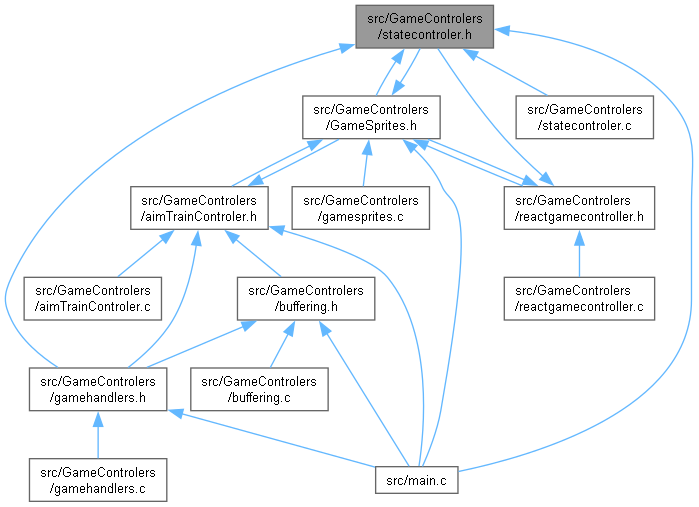 src/GameControlers
/statecontroler.h
src/GameControlers
/GameSprites.h
src/GameControlers
/statecontroler.c
src/GameControlers
/aimTrainControler.h
src/GameControlers
/gamesprites.c
src/GameControlers
/reactgamecontroller.h
src/GameControlers
/aimTrainControler.c
src/GameControlers
/buffering.h
src/GameControlers
/reactgamecontroller.c
src/GameControlers
/gamehandlers.h
src/GameControlers
/buffering.c
src/GameControlers
/gamehandlers.c
src/main.c